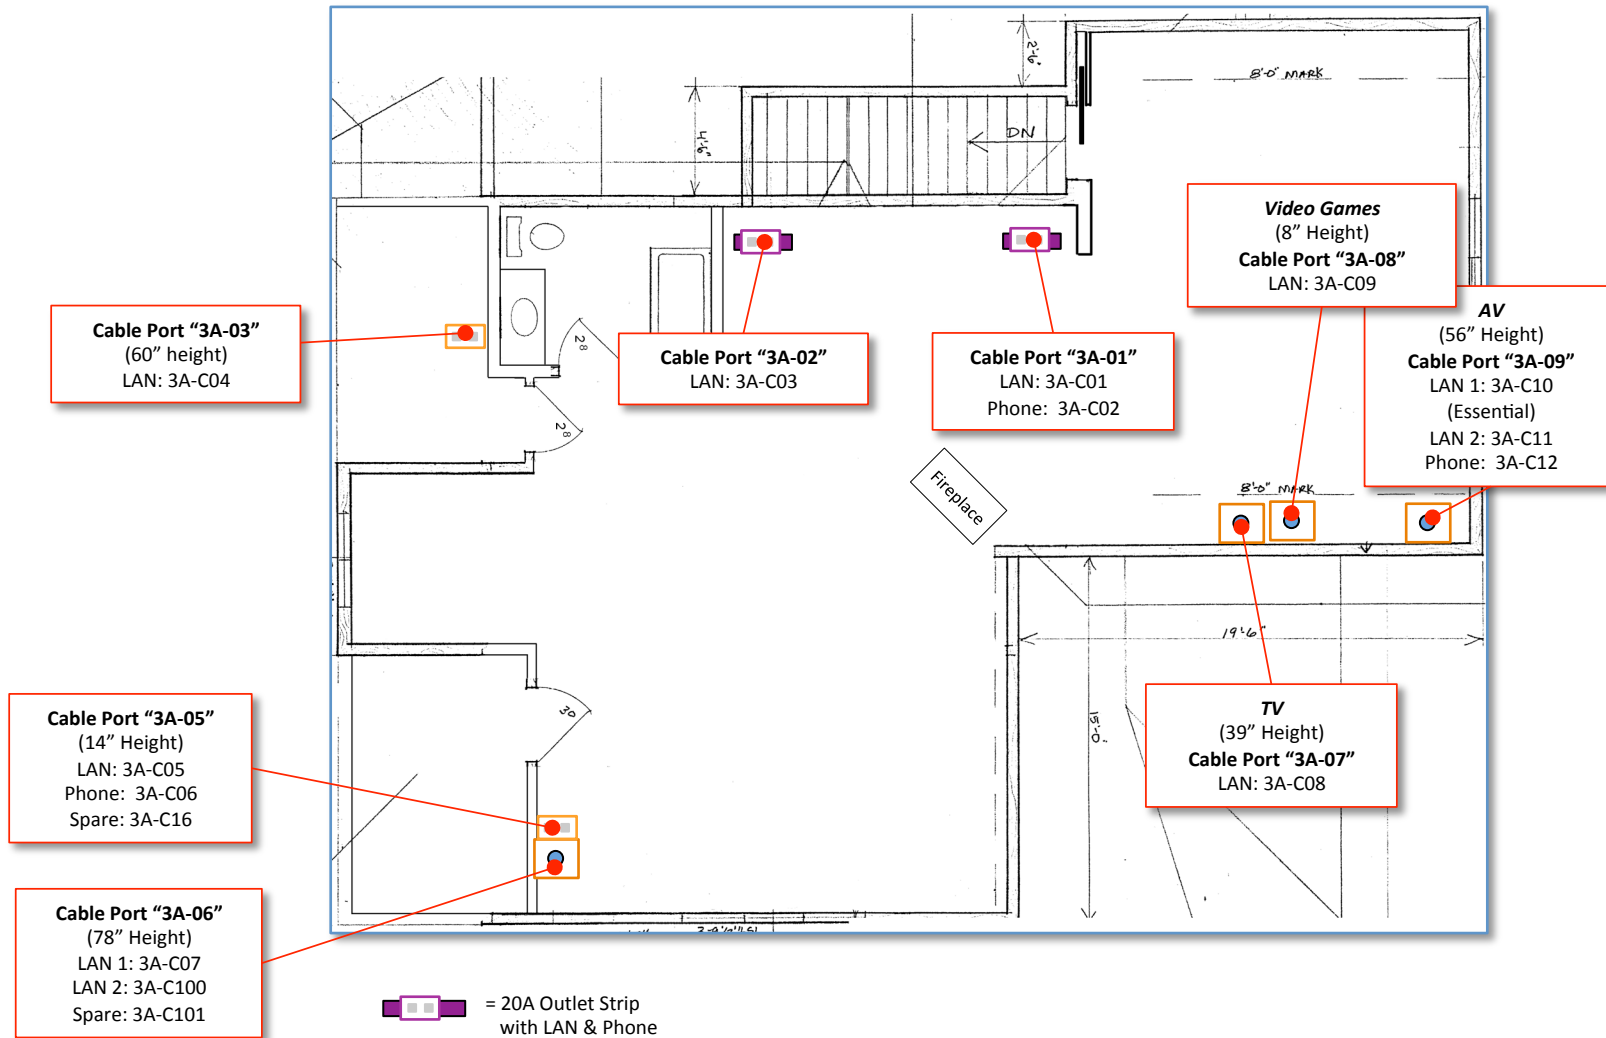 2'-6"
8'-0" MARK
4'-6"
DN
Video Games
(8” Height)
Cable Port “3A-08”
LAN: 3A-C09
AV
(56” Height)
Cable Port “3A-09”
LAN 1: 3A-C10
(Essential)
LAN 2: 3A-C11
Phone: 3A-C12
Cable Port “3A-03”
(60” height)
LAN: 3A-C04
2⁸
Cable Port “3A-02”
LAN: 3A-C03
Cable Port “3A-01”
LAN: 3A-C01
Phone: 3A-C02
2⁸
Fireplace
8'-0" MARK
19'-6"
Cable Port “3A-05”
(14” Height)
LAN: 3A-C05
Phone: 3A-C06
Spare: 3A-C16
30
15'-0"
TV
(39” Height)
Cable Port “3A-07”
LAN: 3A-C08
Cable Port “3A-06”
(78” Height)
LAN 1: 3A-C07
LAN 2: 3A-C100
Spare: 3A-C101
= 20A Outlet Strip
with LAN & Phone